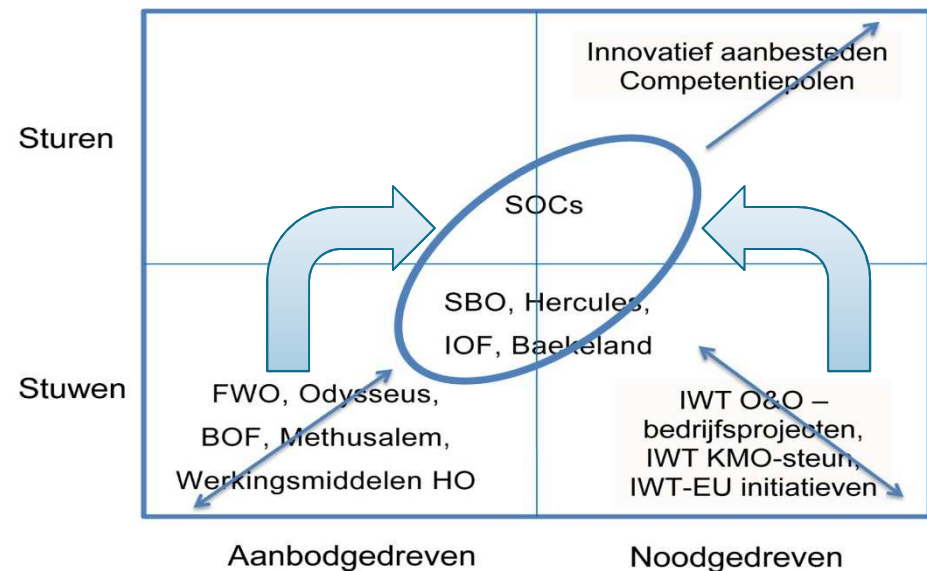 Innovatief aanbesteden
Competentiepolen
Sturen
SOCs
SBO, Hercules,
IOF, Baekeland
Stuwen
FWO, Odysseus,
BOF, Methusalem,
Werkingsmiddelen HO
IWT O&O –
bedrijfsprojecten,
IWT KMO-steun,
IWT-EU initiatieven
Aanbodgedreven
Noodgedreven